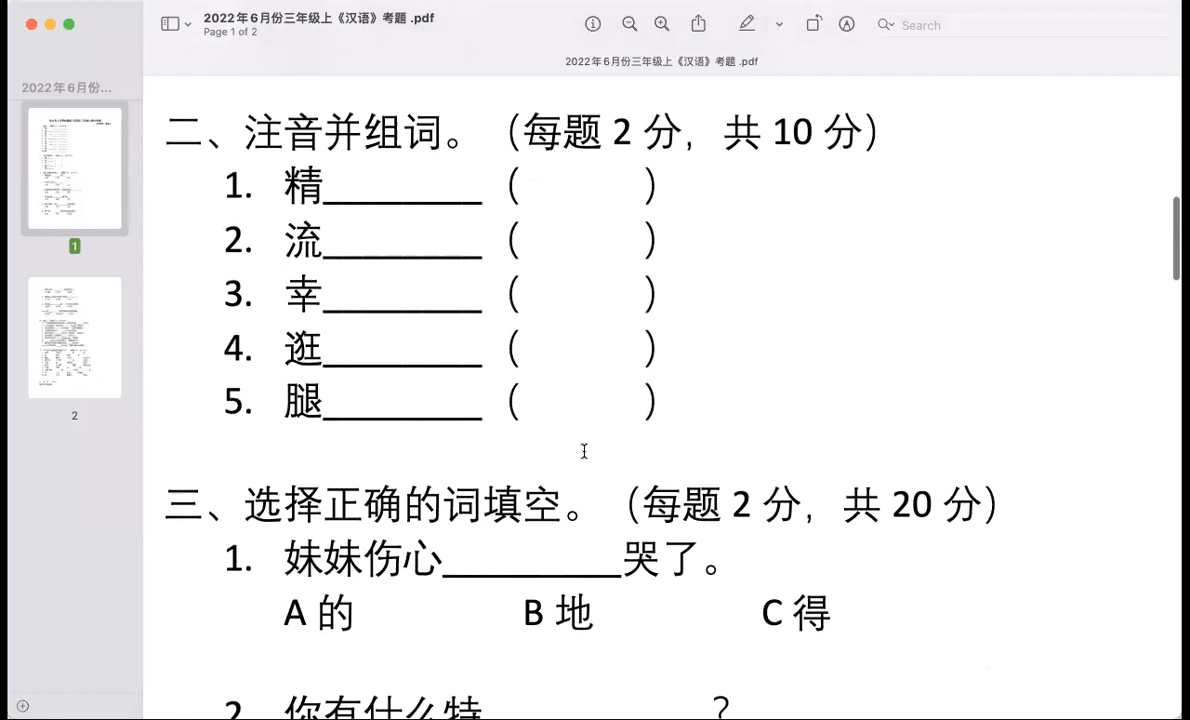 2022年6月份三年级上《汉语》考题 .pdf
Page 1 of 2
Search
2022年6月份三年级上《汉语》考题 .pdf
2022年6月份...
1
2
二、注音并组词。（每题 2 分，共 10 分）
1. 精________（ ）
2. 流________（ ）
3. 幸________（ ）
4. 逛________（ ）
5. 腿________（ ）
三、选择正确的词填空。（每题 2 分，共 20 分）
1. 妹妹伤心_________哭了。
A 的 B 地 C 得
2. 你有什么特 ?